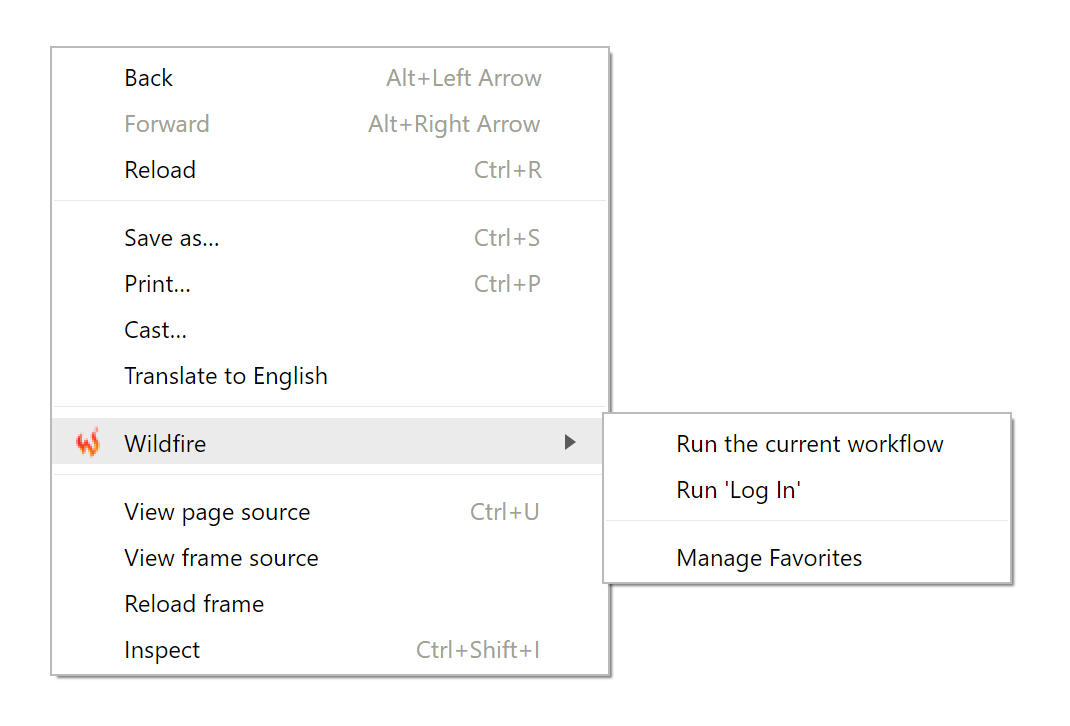 Back Alt+Left Arrow
Forward Alt+Right Arrow
Reload Ctrl+R
Save as... Ctrl+S
Print... Ctrl+P
Cast...
Translate to English
Wildfire
Run the current workflow
Run 'Log In'
Manage Favorites
View page source Ctrl+U
View frame source
Reload frame
Inspect Ctrl+Shift+I